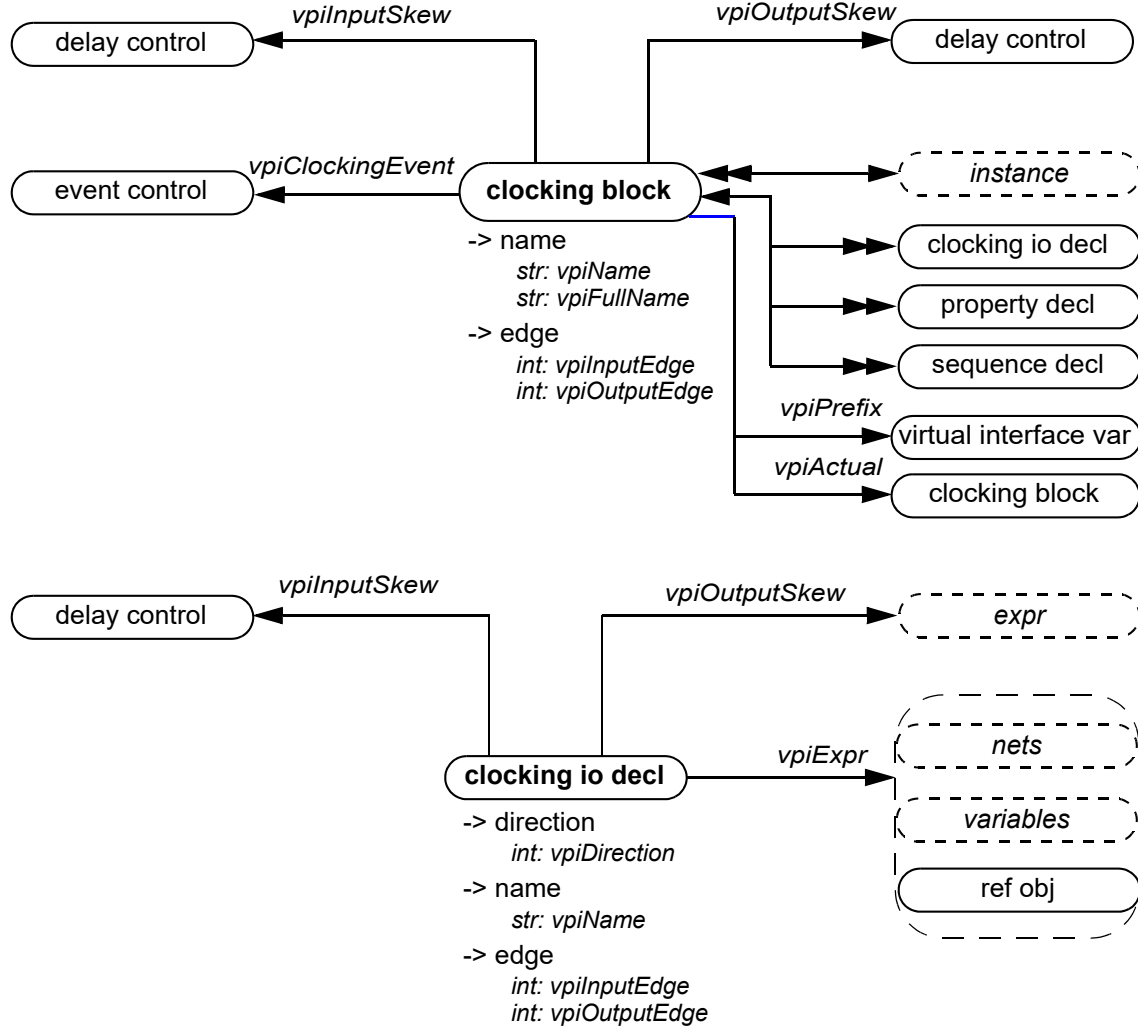 vpiInputSkew
vpiOutputSkew
delay control
delay control
vpiClockingEvent
event control
clocking block
instance
-> name
str: vpiName
str: vpiFullName
-> edge
int: vpiInputEdge
int: vpiOutputEdge
clocking io decl
property decl
sequence decl
vpiPrefix
virtual interface var
vpiActual
clocking block
vpiInputSkew
vpiOutputSkew
delay control
expr
clocking io decl
vpiExpr
nets
variables
ref obj
-> direction
int: vpiDirection
-> name
str: vpiName
-> edge
int: vpiInputEdge
int: vpiOutputEdge